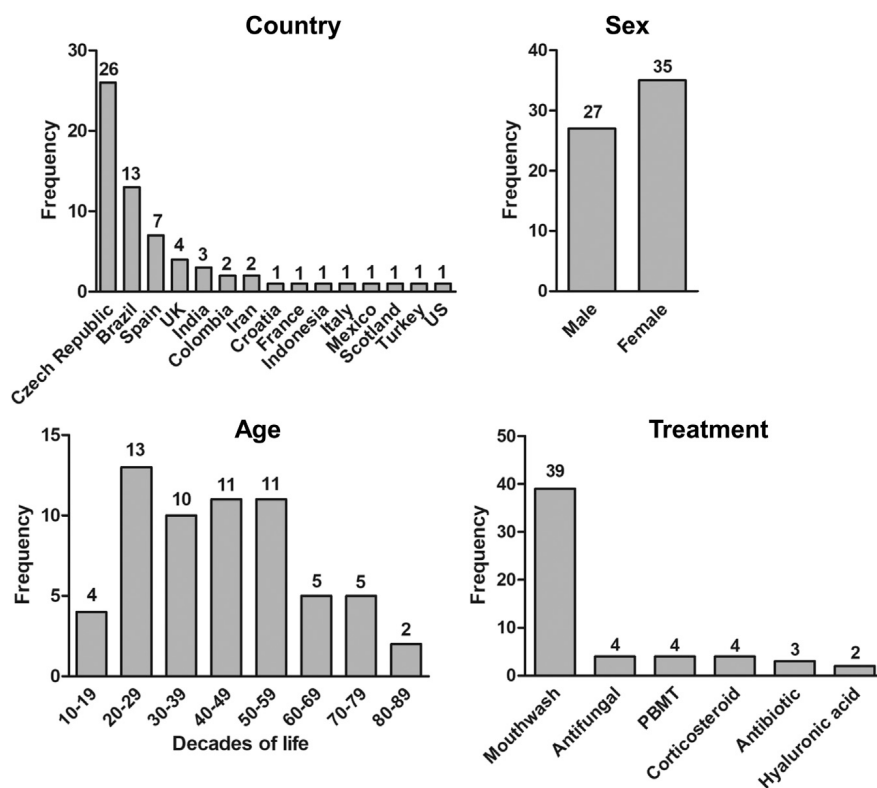 Country
Frequency
30
20
10
0
26
13
7
4
3
2
2
1
1
1
1
1
1
1
1
Czech Republic
Brazil
Spain
UK
India
Colombia
Iran
Croatia
France
Indonesia
Italy
Mexico
Scotland
Turkey
US
Sex
Frequency
40
30
20
10
0
27
35
Male
Female
Age
Frequency
15
10
5
0
4
13
10
11
11
5
5
2
10-19
20-29
30-39
40-49
50-59
60-69
70-79
80-89
Decades of life
Treatment
Frequency
50
40
30
20
10
0
39
4
4
4
3
2
Mouthwash
Antifungal
PBMT
Corticosteroid
Antibiotic
Hyaluronic acid